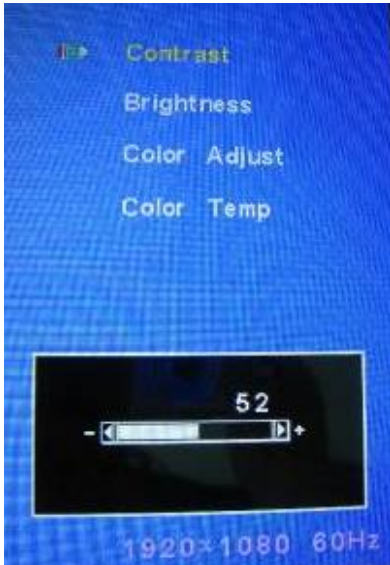 Contrast
Brightness
Color Adjust
Color Temp
52
- +
1920×1080 60Hz